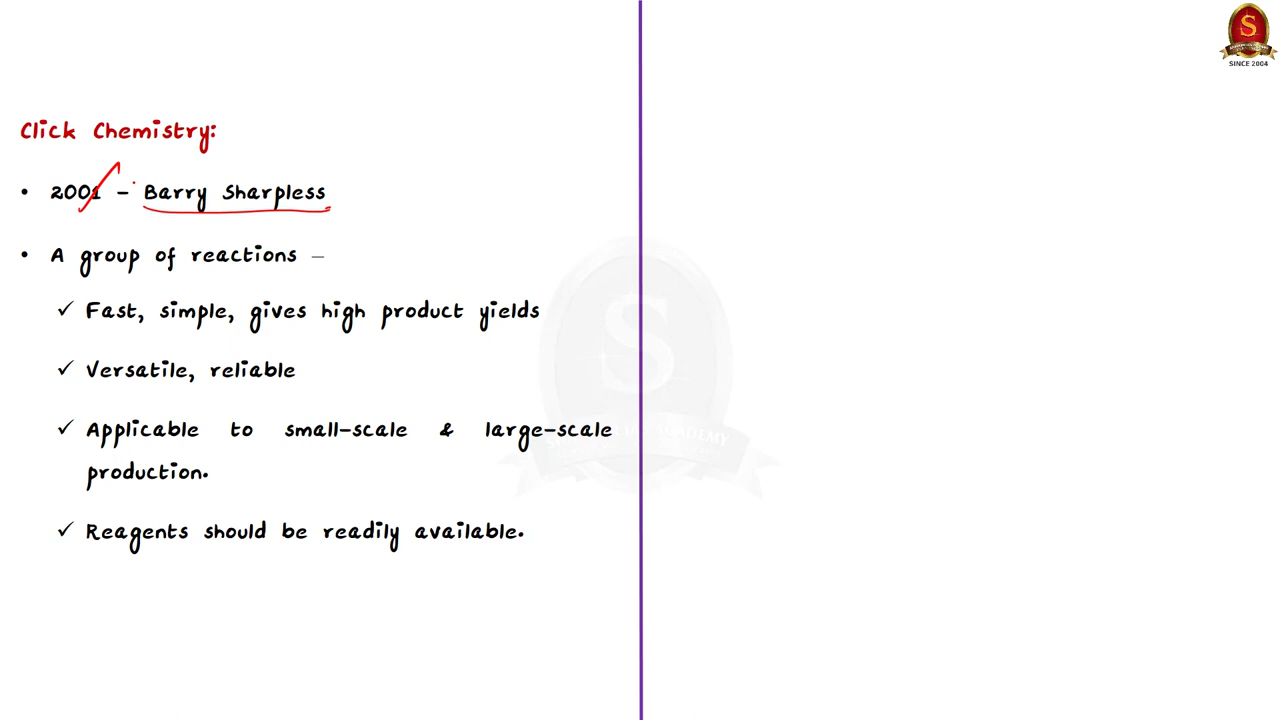 S
SINCE 2004
Click Chemistry:
• 2001 - Barry Sharpless
• A group of reactions –
✓ Fast, simple, gives high product yields
✓ Versatile, reliable
✓ Applicable to small-scale & large-scale
production.
✓ Reagents should be readily available.
S
ACADEMY